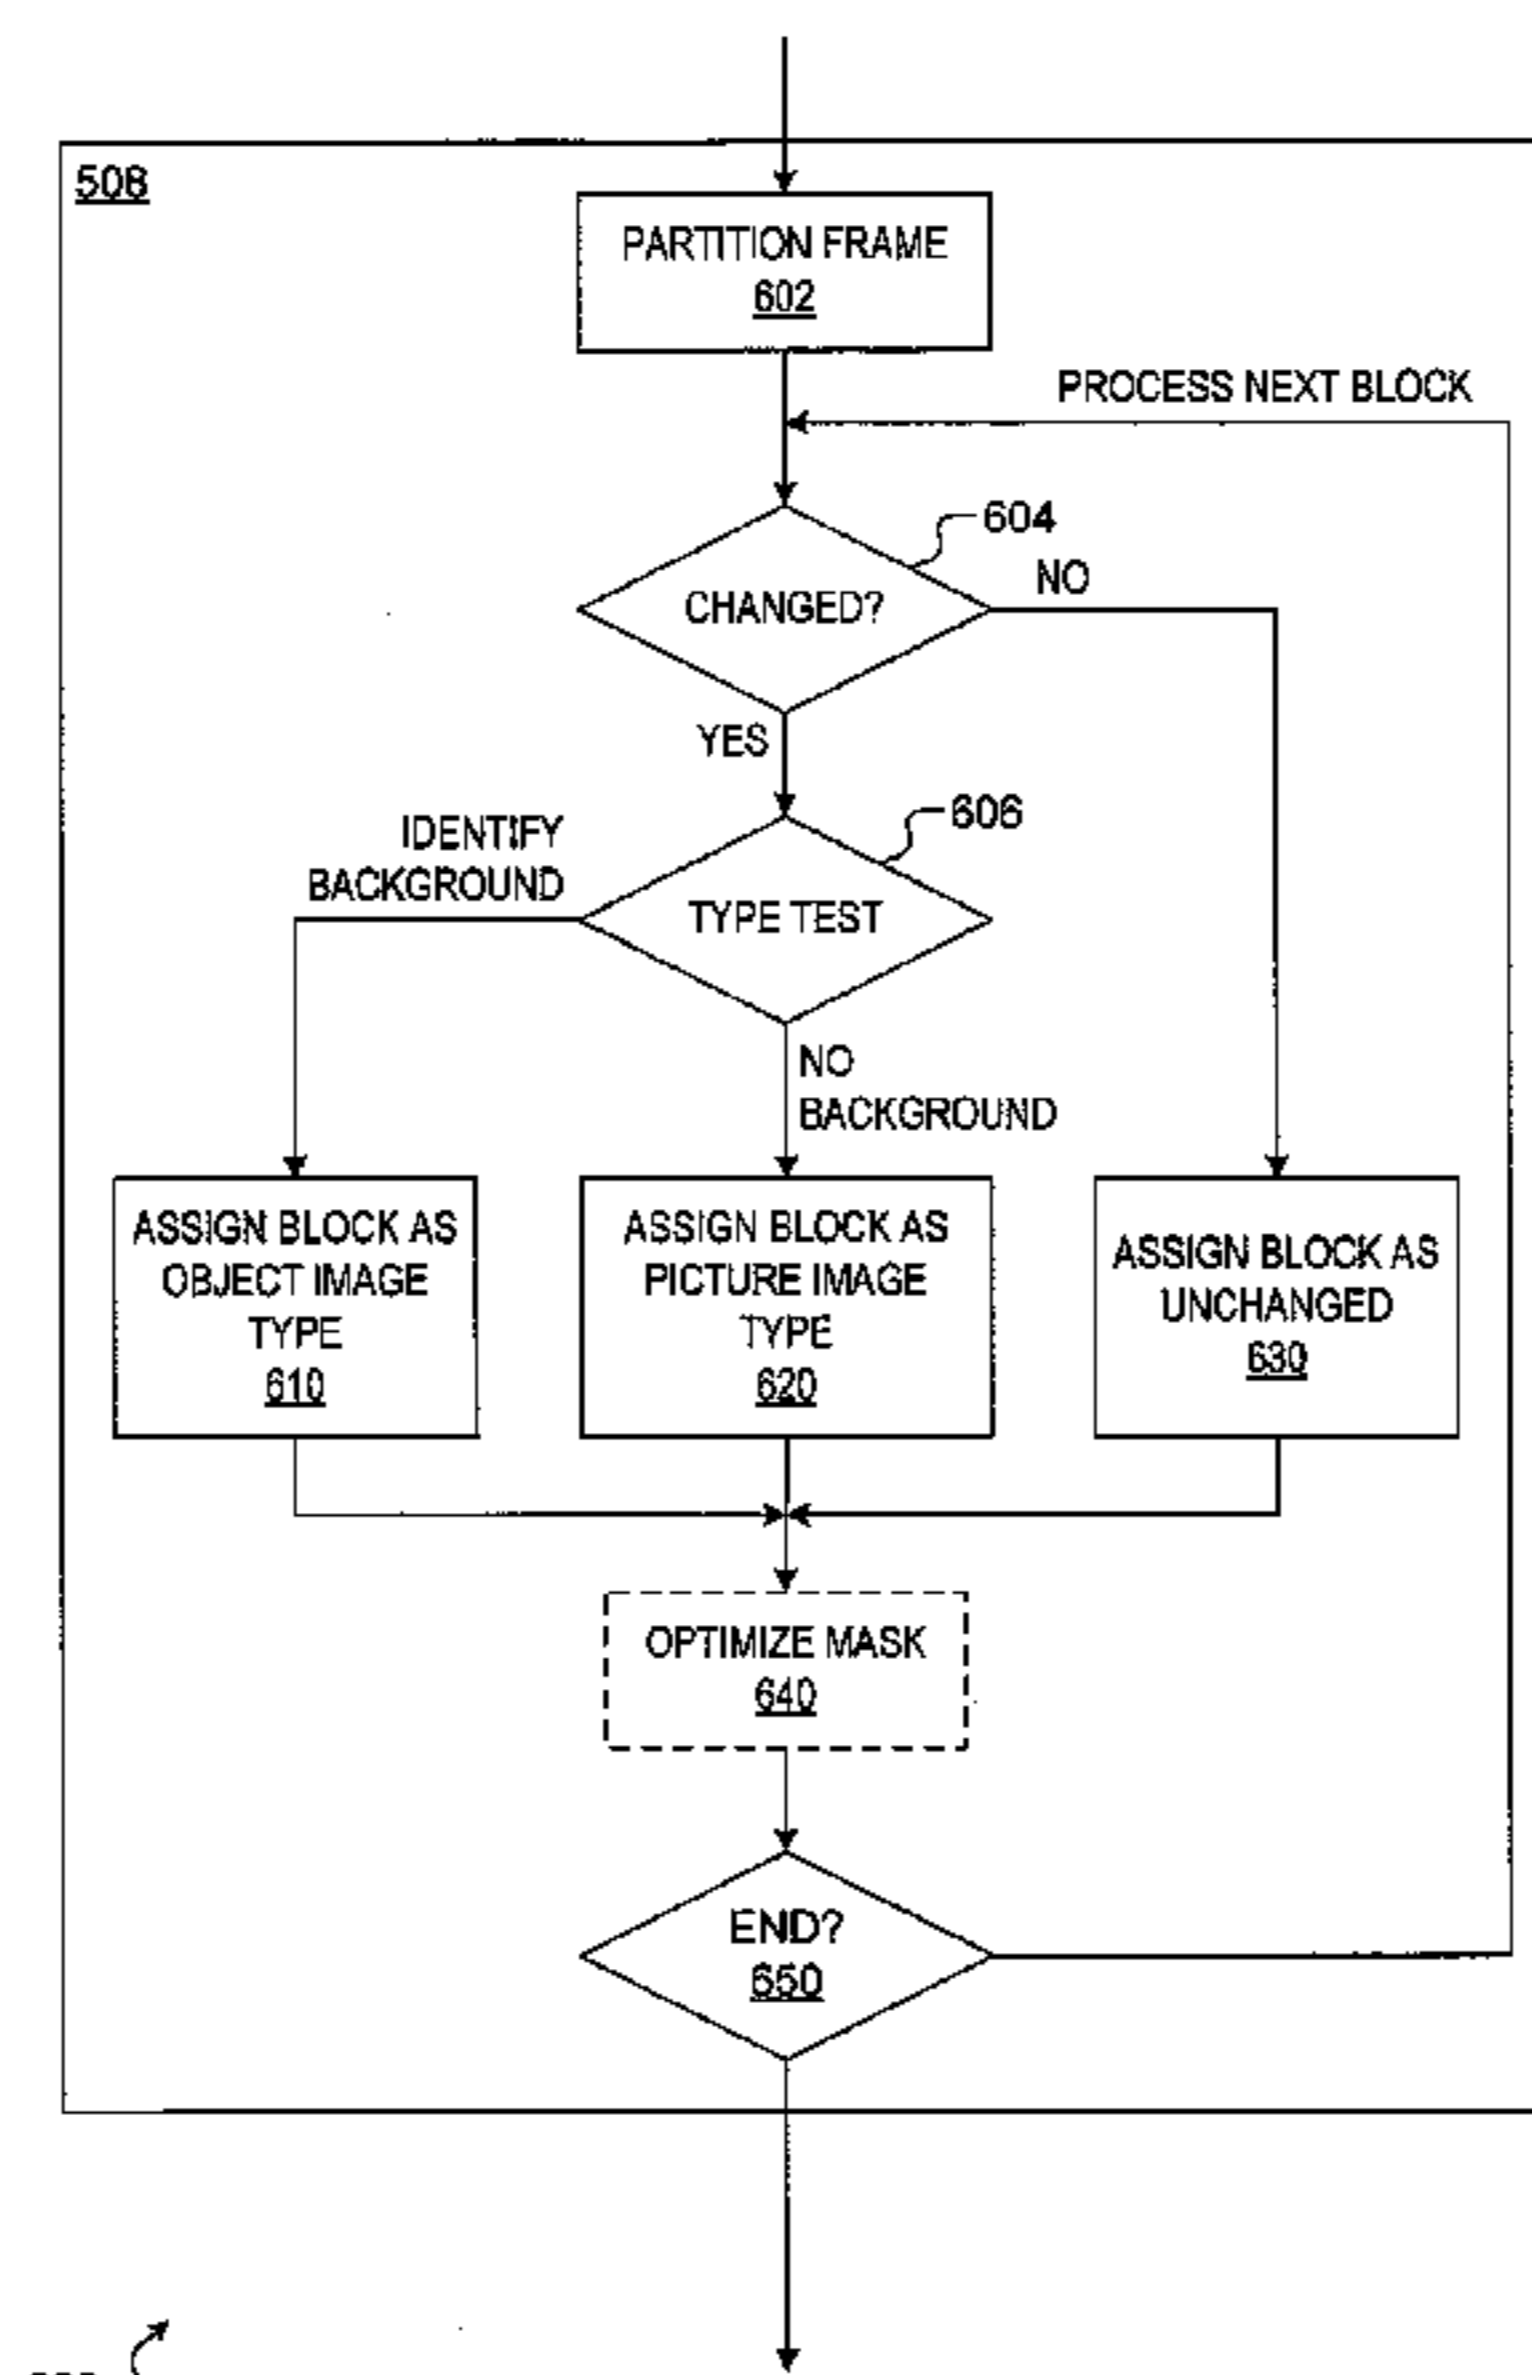 508
PARTITION FRAME
602
PROCESS NEXT BLOCK
604
CHANGED?
NO
YES
606
IDENTIFY
BACKGROUND
TYPE TEST
NO
BACKGROUND
ASSIGN BLOCK AS
OBJECT IMAGE
TYPE
610
ASSIGN BLOCK AS
PICTURE IMAGE
TYPE
620
ASSIGN BLOCK AS
UNCHANGED
630
OPTIMIZE MASK
640
END?
650